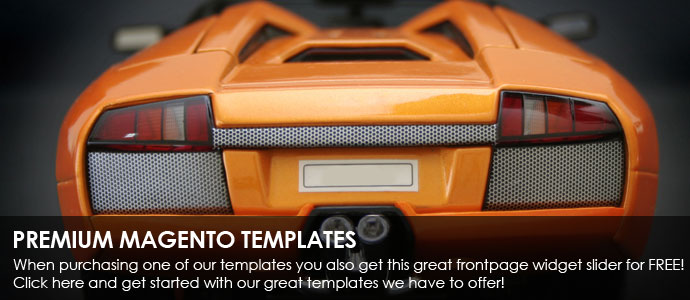 PREMIUM MAGENTO TEMPLATES
When purchasing one of our templates you also get this great frontpage widget slider for FREE!
Click here and get started with our great templates we have to offer!